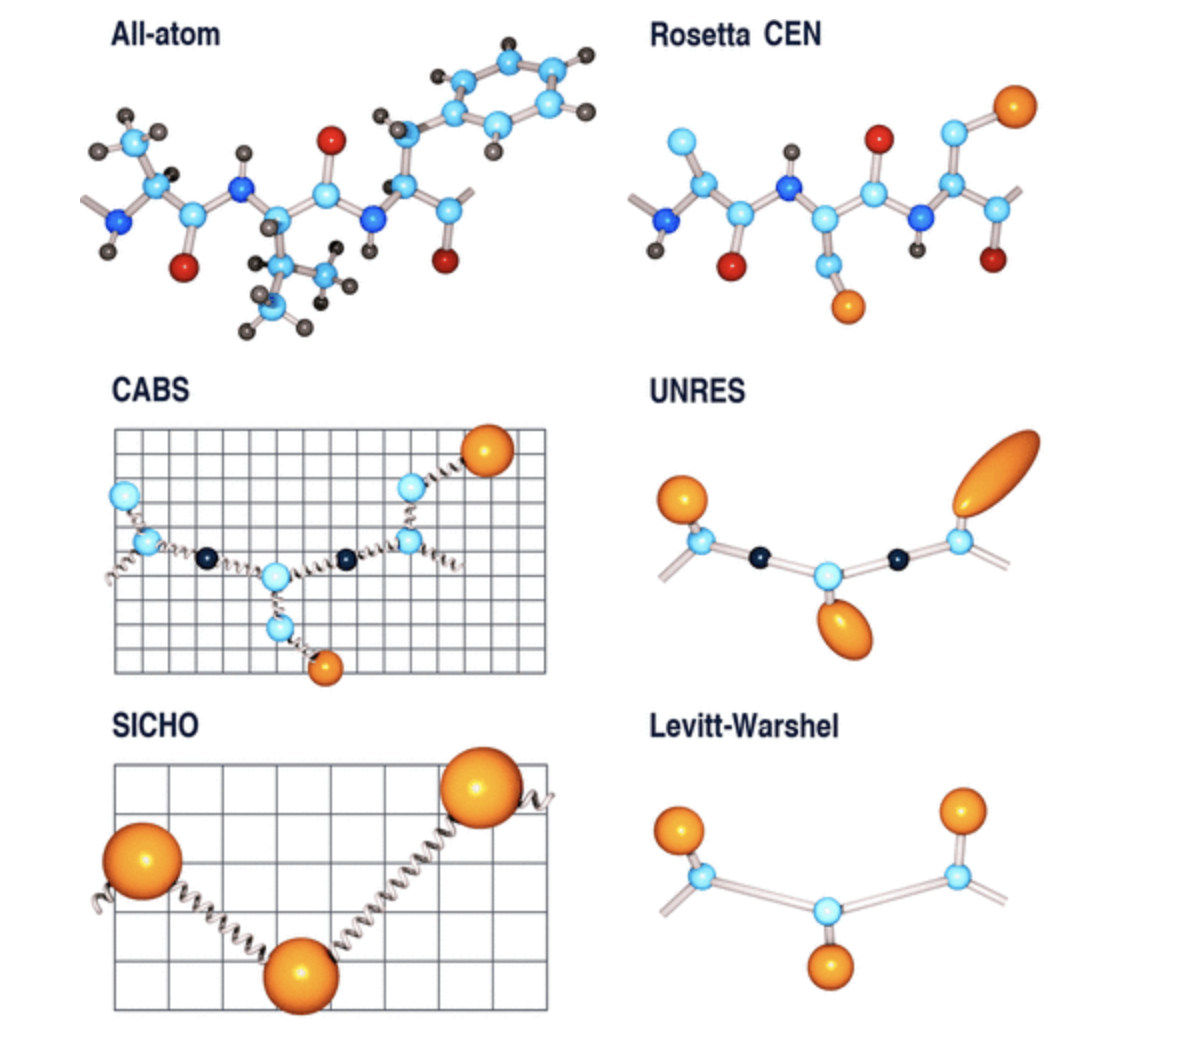 All-atom
Rosetta CEN
CABS
UNRES
SICHO
Levitt-Warshel